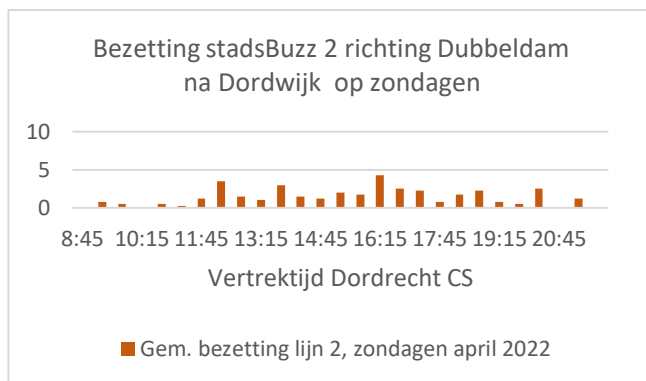 Bezetting stadsBuzz 2 richting Dubbeldam
na Dordwijk op zondagen
10
5
0
8:45 10:15 11:45 13:15 14:45 16:15 17:45 19:15 20:45
Vertrektijd Dordrecht CS
Gem. bezetting lijn 2, zondagen april 2022